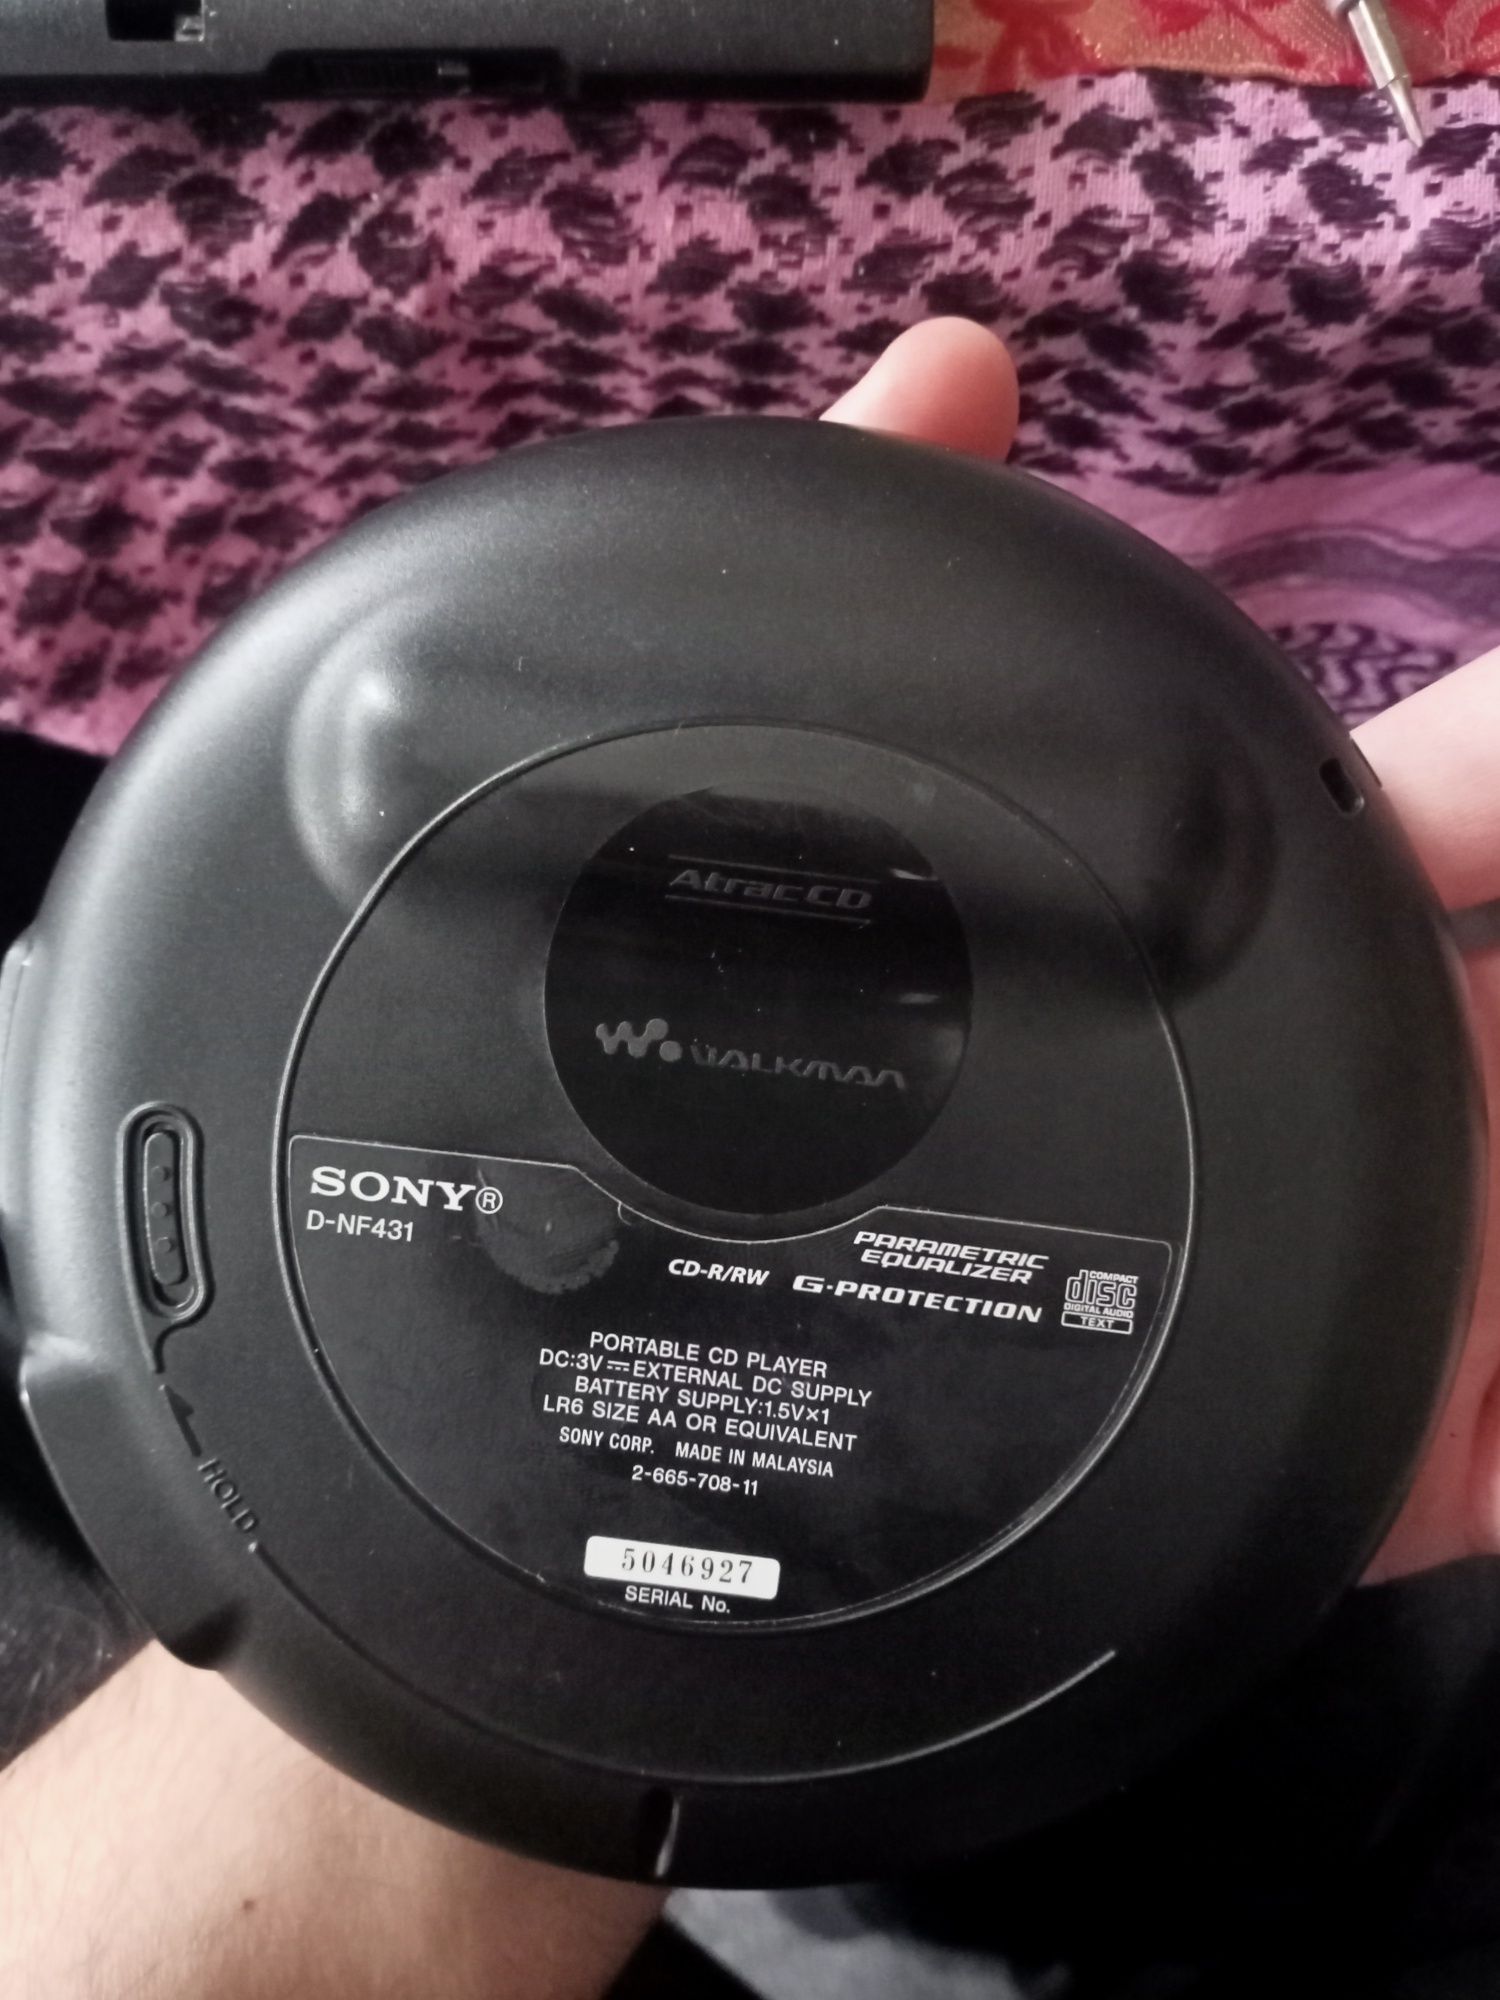 Atrac CD
WALKMAN
SONY®
D-NF431
CD-R/RW
G-PROTECTION
PARAMETRIC
EQUALIZER
COMPACT
disc
DIGITAL AUDIO
TEXT
PORTABLE CD PLAYER
DC:3V⎓EXTERNAL DC SUPPLY
BATTERY SUPPLY:1.5V×1
LR6 SIZE AA OR EQUIVALENT
SONY CORP. MADE IN MALAYSIA
2-665-708-11
5046927
SERIAL No.
HOLD